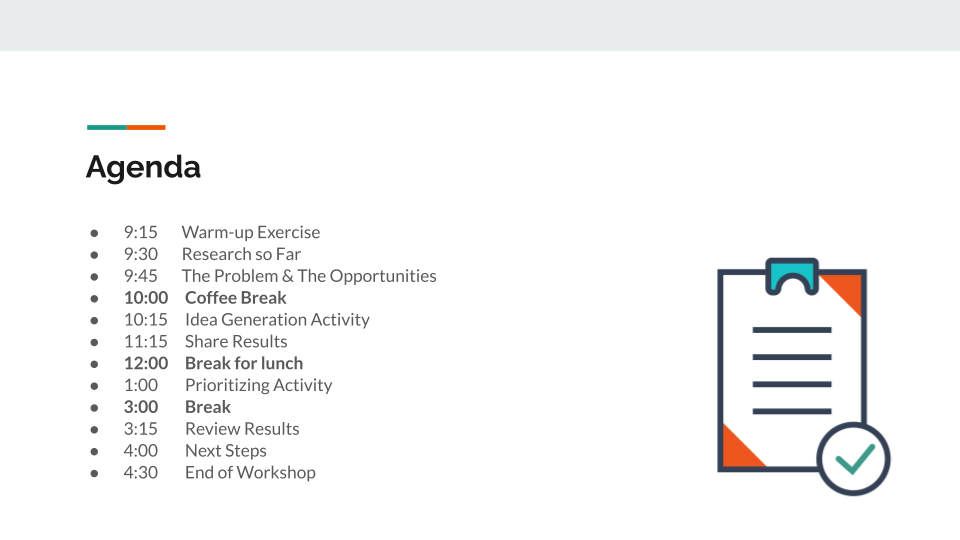 Agenda
● 9:15 Warm-up Exercise
● 9:30 Research so Far
● 9:45 The Problem & The Opportunities
● 10:00 Coffee Break
● 10:15 Idea Generation Activity
● 11:15 Share Results
● 12:00 Break for lunch
● 1:00 Prioritizing Activity
● 3:00 Break
● 3:15 Review Results
● 4:00 Next Steps
● 4:30 End of Workshop